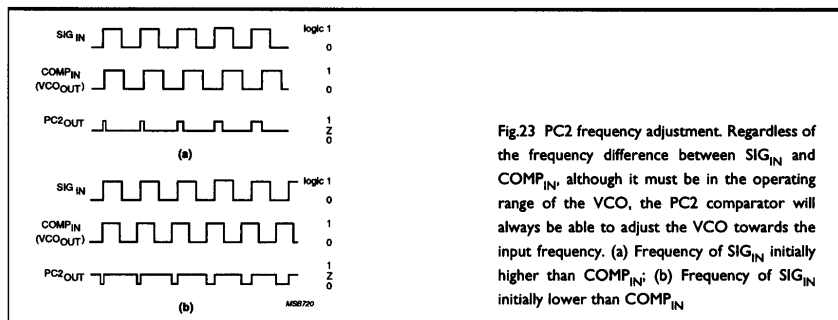 SIG IN
logic 1
0
COMP IN
(VCO OUT)
1
0
PC2 OUT
1
Z
0
(a)
SIG IN
logic 1
0
COMP IN
(VCO OUT)
1
0
PC2 OUT
1
Z
0
(b)
MSB720
Fig.23 PC2 frequency adjustment. Regardless of
the frequency difference between SIG IN and
COMP IN, although it must be in the operating
range of the VCO, the PC2 comparator will
always be able to adjust the VCO towards the
input frequency. (a) Frequency of SIG IN initially
higher than COMP IN; (b) Frequency of SIG IN
initially lower than COMP IN